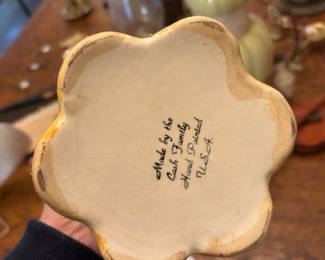 Made by the
Cash Family
Hand Painted
U.S.A.